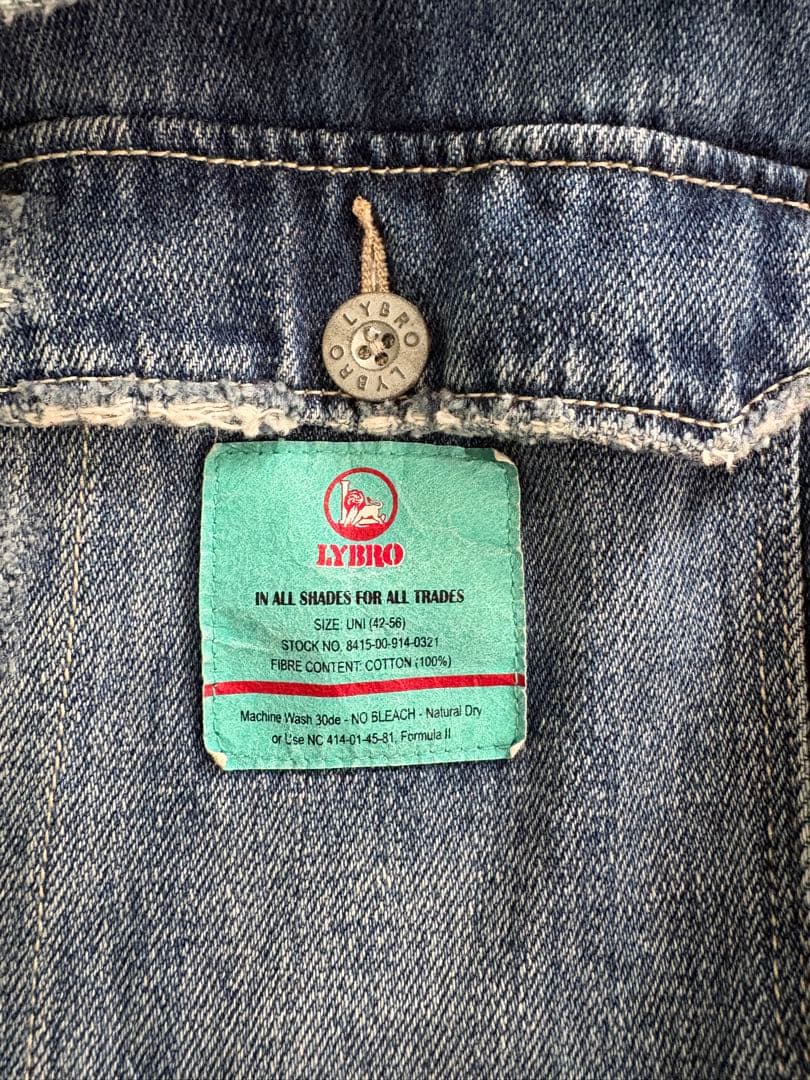 LYBRO LYBRO
LYBRO
IN ALL SHADES FOR ALL TRADES
SIZE: UNI (42-56)
STOCK NO. 8415-00-914-0321
FIBRE CONTENT: COTTON (100%)
Machine Wash 30de - NO BLEACH - Natural Dry
or Use NC 414-01-45-81, Formula II